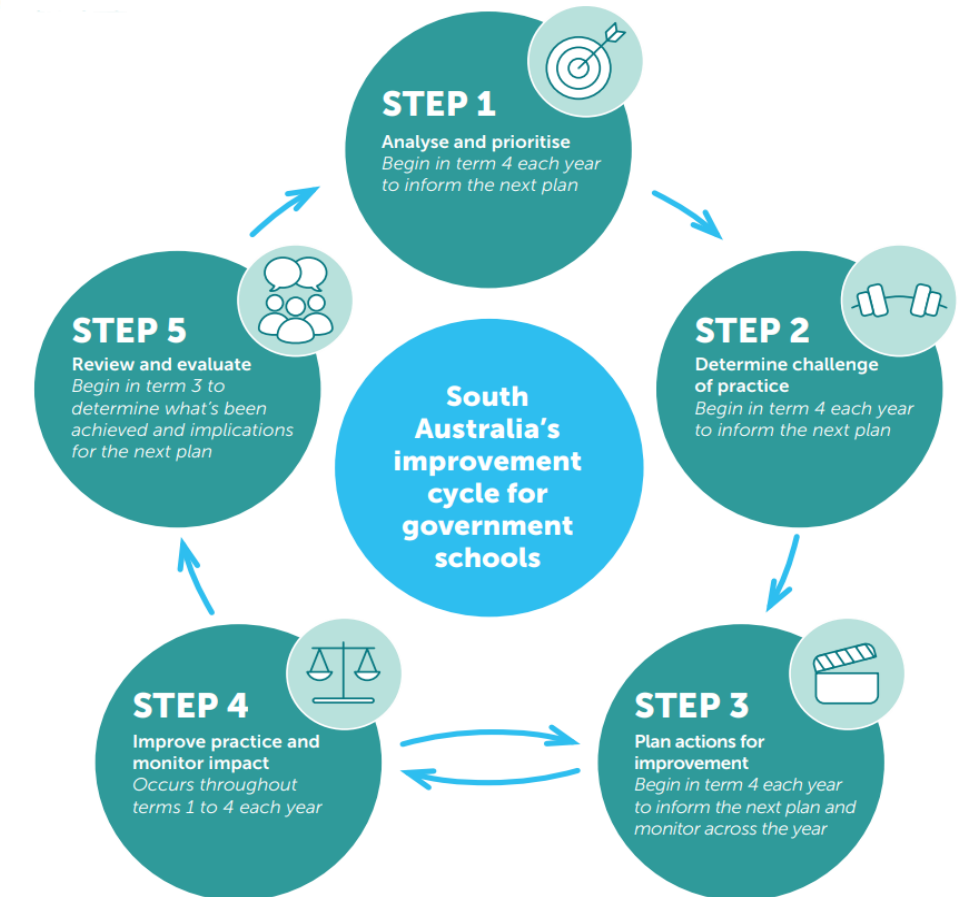 STEP 1
Analyse and prioritise
Begin in term 4 each year
to inform the next plan
STEP 2
Determine challenge
of practice
Begin in term 4 each year
to inform the next plan
STEP 3
Plan actions for
improvement
Begin in term 4 each year
to inform the next plan and
monitor across the year
STEP 4
Improve practice and
monitor impact
Occurs throughout
terms 1 to 4 each year
STEP 5
Review and evaluate
Begin in term 3 to
determine what's been
achieved and implications
for the next plan
South
Australia's
improvement
cycle for
government
schools